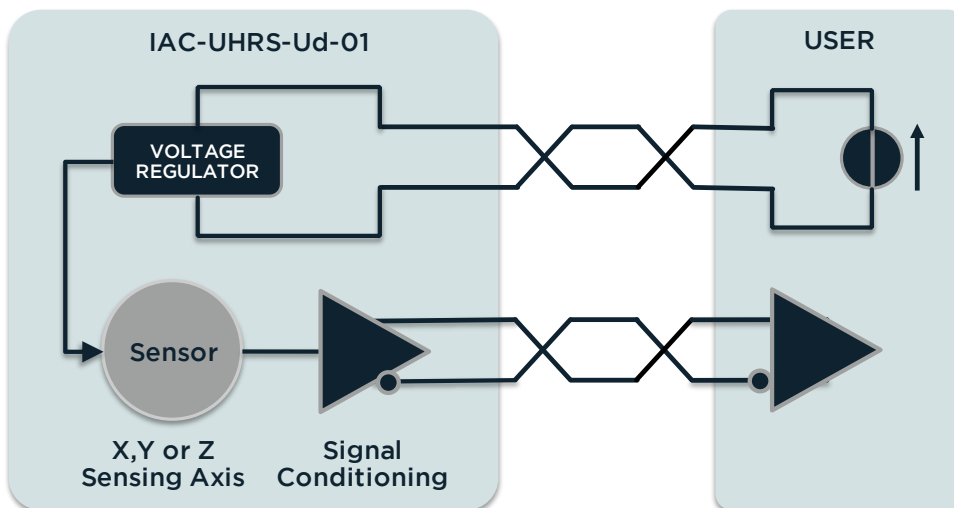 IAC-UHRS-Ud-01
USER
VOLTAGE
REGULATOR
Sensor
X,Y or Z
Sensing Axis
Signal
Conditioning